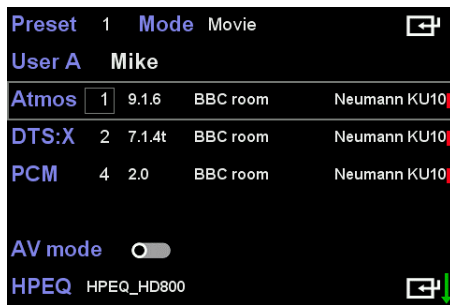 Preset 1 Mode Movie
User A Mike
Atmos 1 9.1.6 BBC room Neumann KU10
DTS:X 2 7.1.4t BBC room Neumann KU10
PCM 4 2.0 BBC room Neumann KU10
AV mode
HPEQ HPEQ_HD800